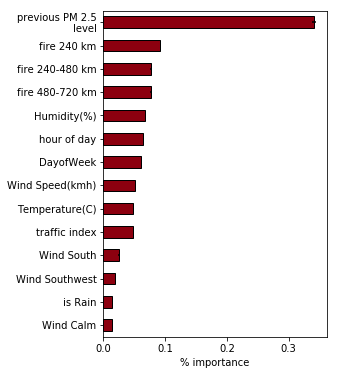 previous PM 2.5
level
fire 240 km
fire 240-480 km
fire 480-720 km
Humidity(%)
hour of day
DayofWeek
Wind Speed(kmh)
Temperature(C)
traffic index
Wind South
Wind Southwest
is Rain
Wind Calm
0.0 0.1 0.2 0.3
% importance